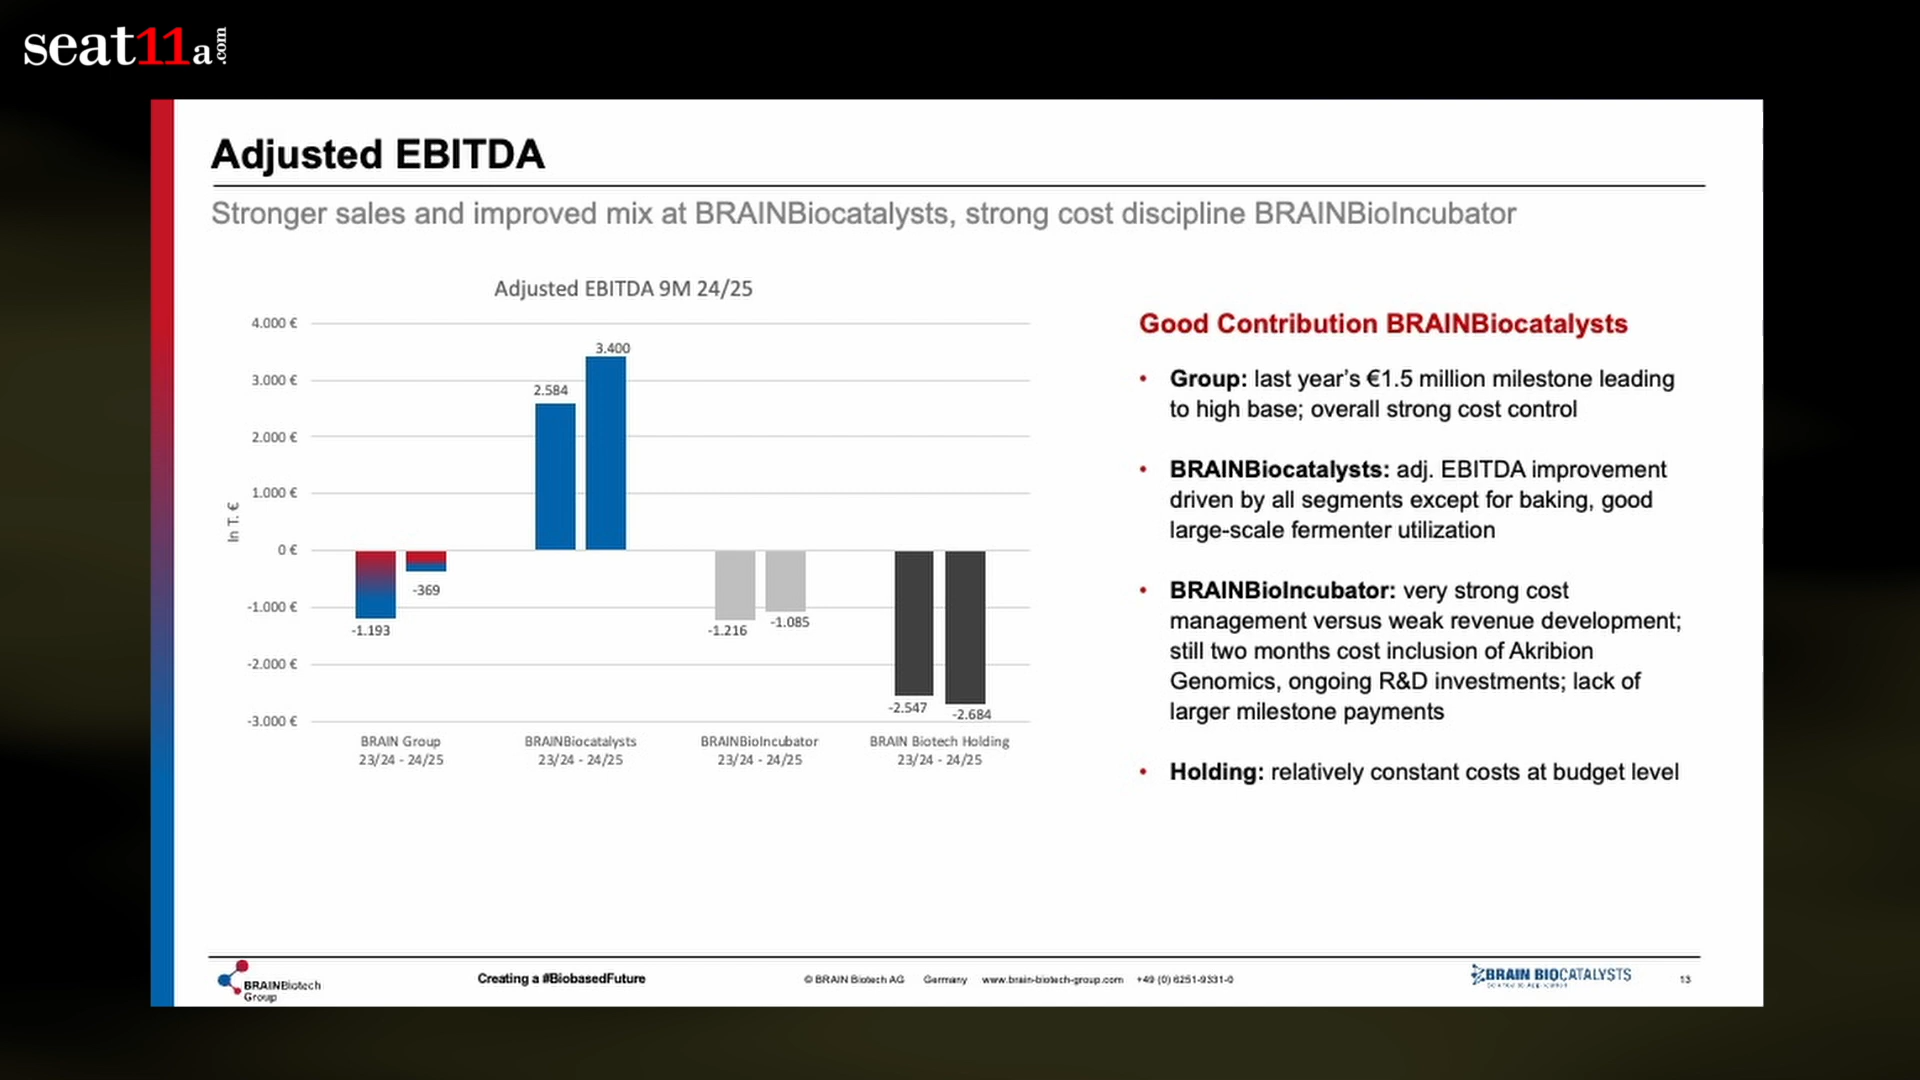 seat11a.com
Adjusted EBITDA
Stronger sales and improved mix at BRAINBiocatalysts, strong cost discipline BRAINBioIncubator
Adjusted EBITDA 9M 24/25
In T. €
4.000 €
3.000 €
2.000 €
1.000 €
0 €
-1.000 €
-2.000 €
-3.000 €
-1.193
-369
2.584
3.400
-1.216
-1.085
-2.547
-2.684
BRAIN Group
23/24 - 24/25
BRAINBiocatalysts
23/24 - 24/25
BRAINBioIncubator
23/24 - 24/25
BRAIN Biotech Holding
23/24 - 24/25
Good Contribution BRAINBiocatalysts
• Group: last year’s €1.5 million milestone leading
to high base; overall strong cost control
• BRAINBiocatalysts: adj. EBITDA improvement
driven by all segments except for baking, good
large-scale fermenter utilization
• BRAINBioIncubator: very strong cost
management versus weak revenue development;
still two months cost inclusion of Akribion
Genomics, ongoing R&D investments; lack of
larger milestone payments
• Holding: relatively constant costs at budget level
BRAINBiotech
Group
Creating a #BiobasedFuture
© BRAIN Biotech AG Germany www.brain-biotech-group.com +49 (0) 6251-9331-0
BRAIN BIOCATALYSTS
13